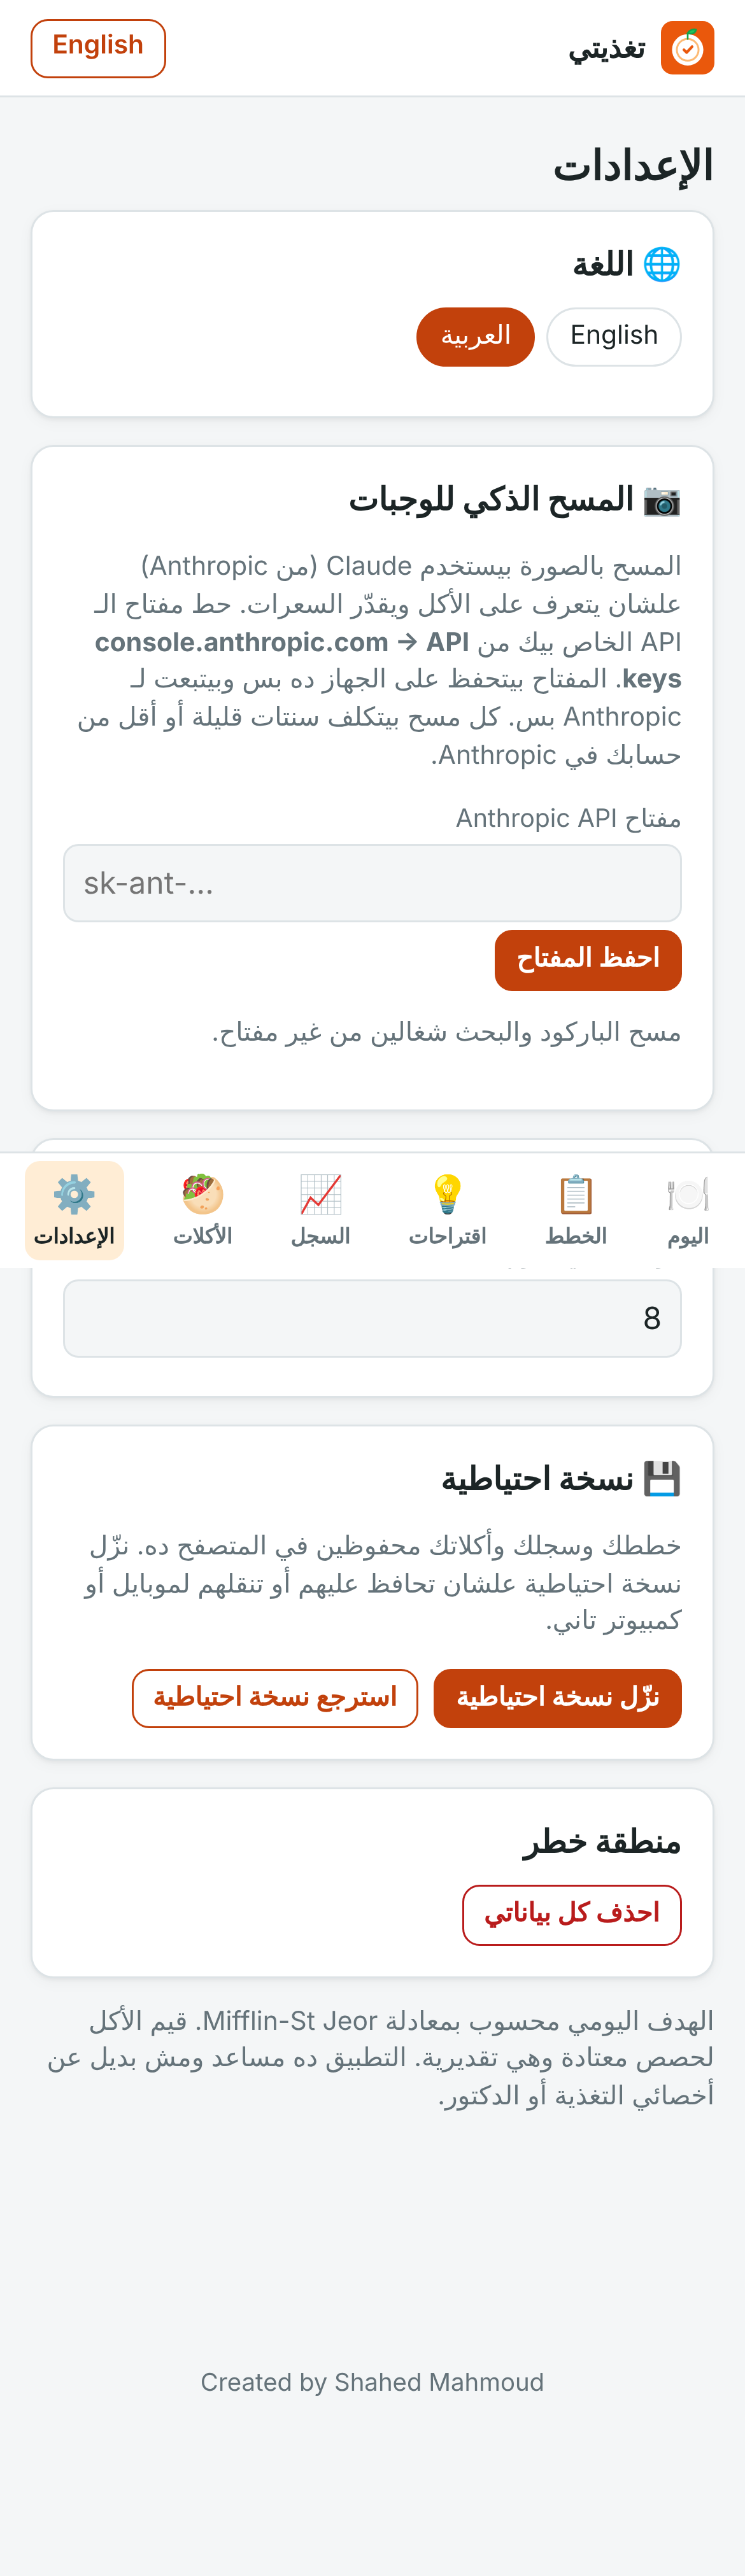 تغذيتي
English
الإعدادات
🌐 اللغة
English
العربية
📷 المسح الذكي للوجبات
المسح بالصورة بيستخدم Claude (من Anthropic)
علشان يتعرف على الأكل ويقدّر السعرات. حط مفتاح الـ
API الخاص بيك من console.anthropic.com → API
keys. المفتاح بيتحفظ على الجهاز ده بس وبيتبعت لـ
Anthropic بس. كل مسح بيتكلف سنتات قليلة أو أقل من
حسابك في Anthropic.
مفتاح Anthropic API
sk-ant-...
احفظ المفتاح
مسح الباركود والبحث شغالين من غير مفتاح.
اليوم
الخطط
اقتراحات
السجل
الأكلات
الإعدادات
8
💾 نسخة احتياطية
خططك وسجلك وأكلاتك محفوظين في المتصفح ده. نزّل
نسخة احتياطية علشان تحافظ عليهم أو تنقلهم لموبايل أو
كمبيوتر تاني.
نزّل نسخة احتياطية
استرجع نسخة احتياطية
منطقة خطر
احذف كل بياناتي
الهدف اليومي محسوب بمعادلة Mifflin-St Jeor. قيم الأكل
لحصص معتادة وهي تقديرية. التطبيق ده مساعد ومش بديل عن
أخصائي التغذية أو الدكتور.
Created by Shahed Mahmoud